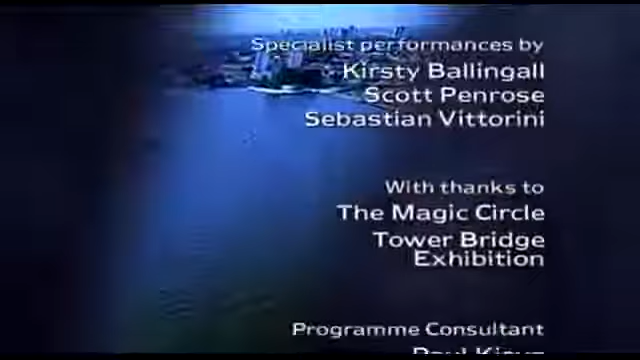 Specialist performances by
Kirsty Ballingall
Scott Penrose
Sebastian Vittorini
With thanks to
The Magic Circle
Tower Bridge
Exhibition
Programme Consultant
Paul